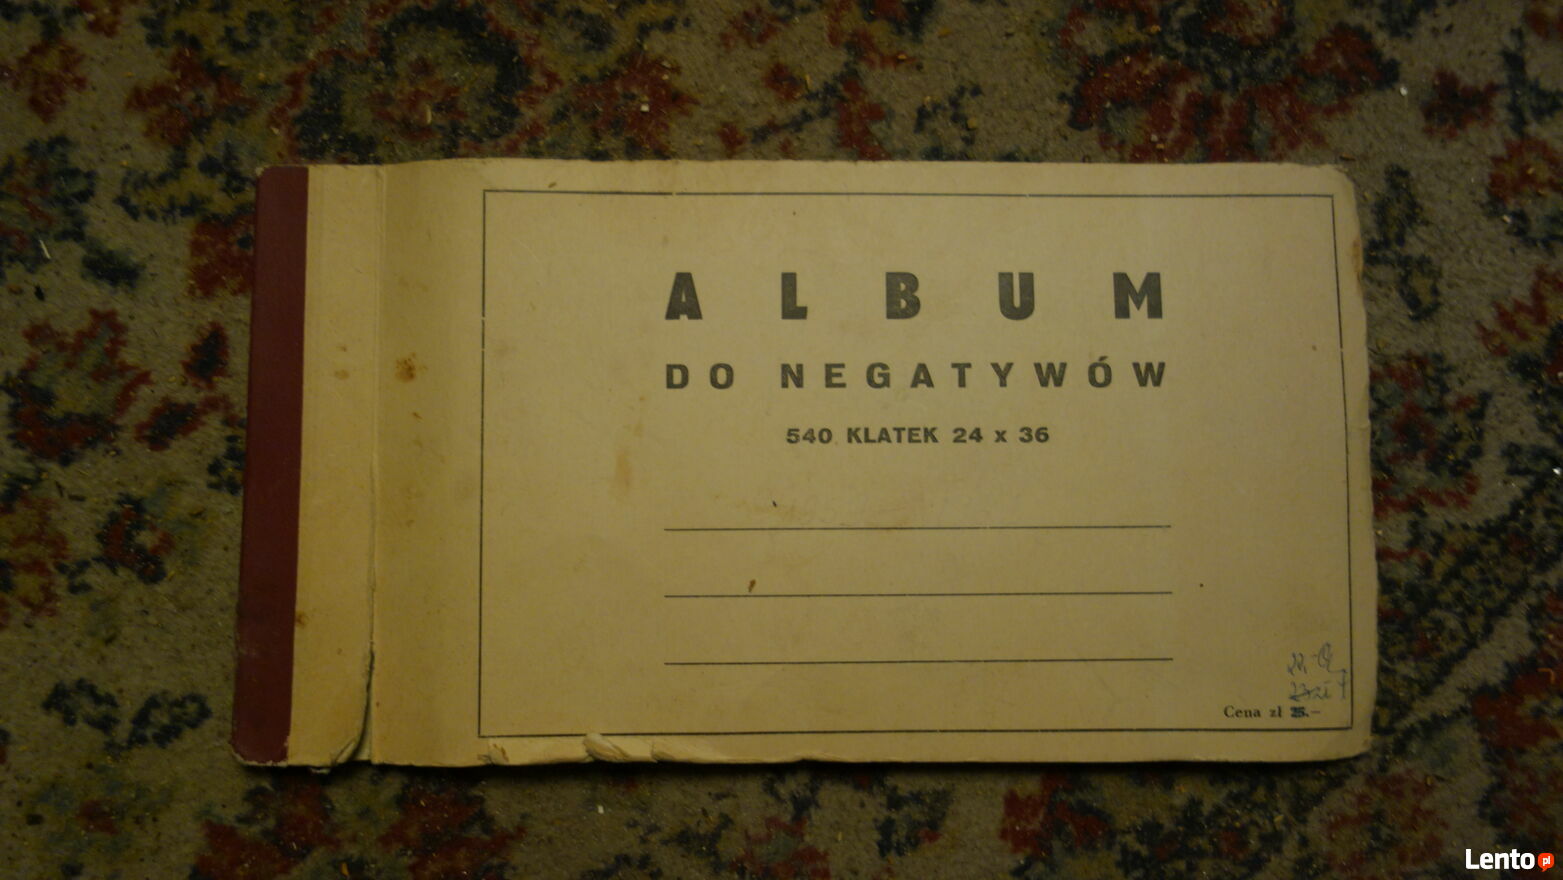 ALBUM
DO NEGATYWÓW
540 KLATEK 24 x 36
Cena zł 25.–
Lento pl